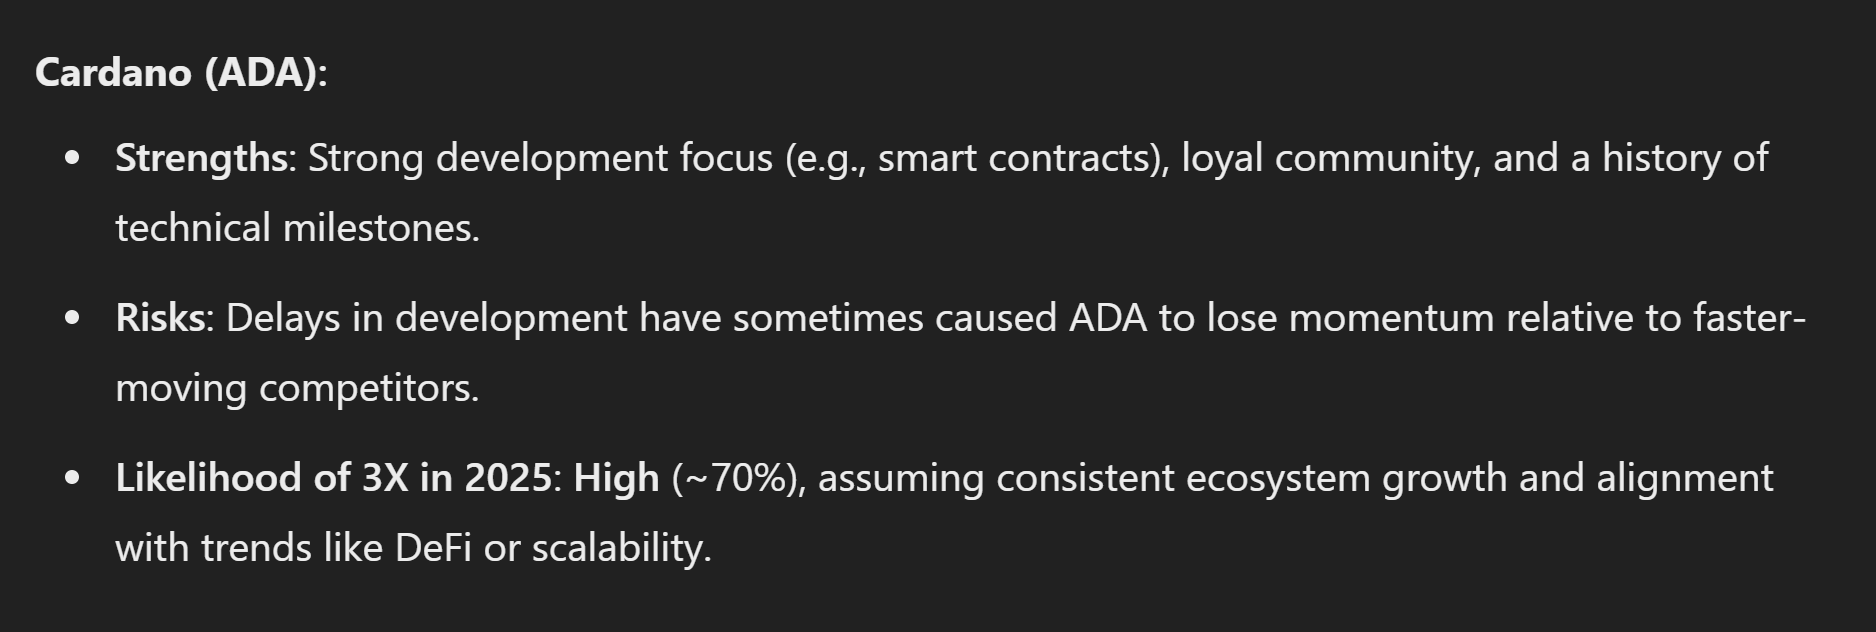 Cardano (ADA):
• Strengths: Strong development focus (e.g., smart contracts), loyal community, and a history of
technical milestones.
• Risks: Delays in development have sometimes caused ADA to lose momentum relative to faster-
moving competitors.
• Likelihood of 3X in 2025: High (~70%), assuming consistent ecosystem growth and alignment
with trends like DeFi or scalability.